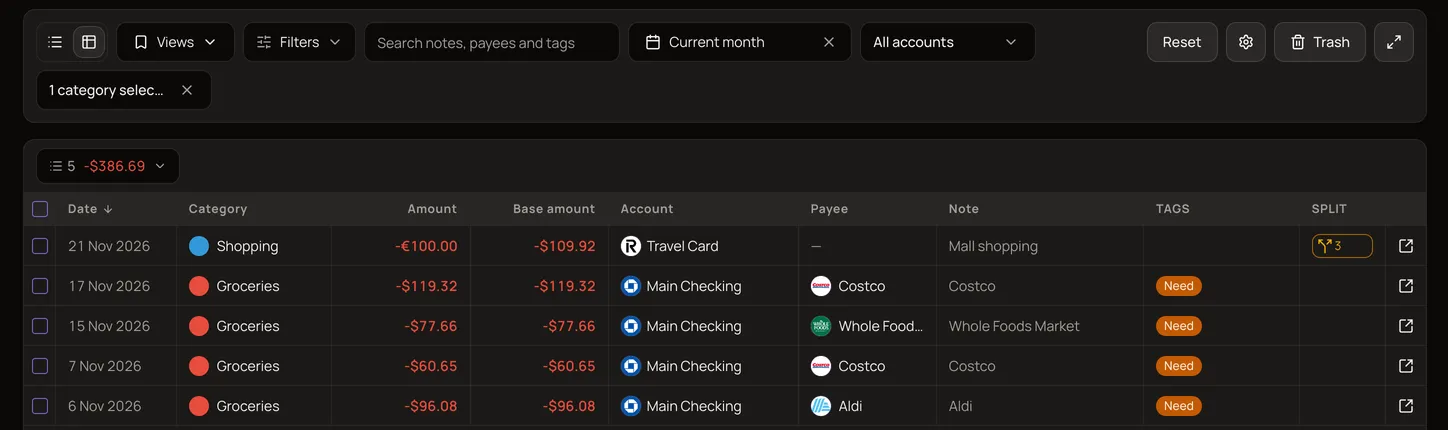 Views Filters Search notes, payees and tags Current month All accounts Reset Trash
1 category selec...
5 -$386.69
Date Category Amount Base amount Account Payee Note TAGS SPLIT
21 Nov 2026 Shopping -€100.00 -$109.92 Travel Card — Mall shopping 3
17 Nov 2026 Groceries -$119.32 -$119.32 Main Checking Costco Costco Need
15 Nov 2026 Groceries -$77.66 -$77.66 Main Checking Whole Food... Whole Foods Market Need
7 Nov 2026 Groceries -$60.65 -$60.65 Main Checking Costco Costco Need
6 Nov 2026 Groceries -$96.08 -$96.08 Main Checking Aldi Aldi Need